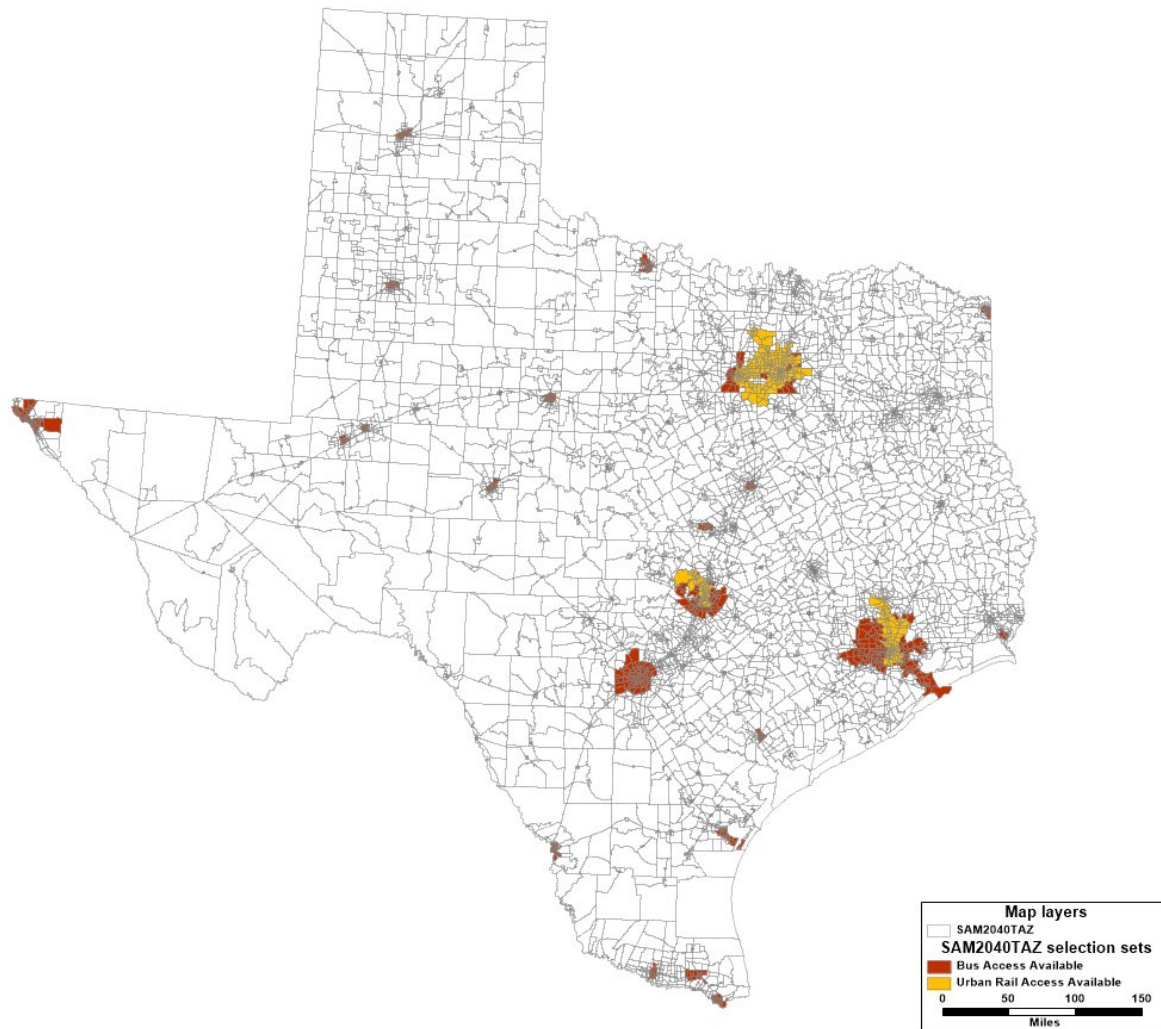 Map layers
SAM2040TAZ
SAM2040TAZ selection sets
Bus Access Available
Urban Rail Access Available
0 50 100 150
Miles